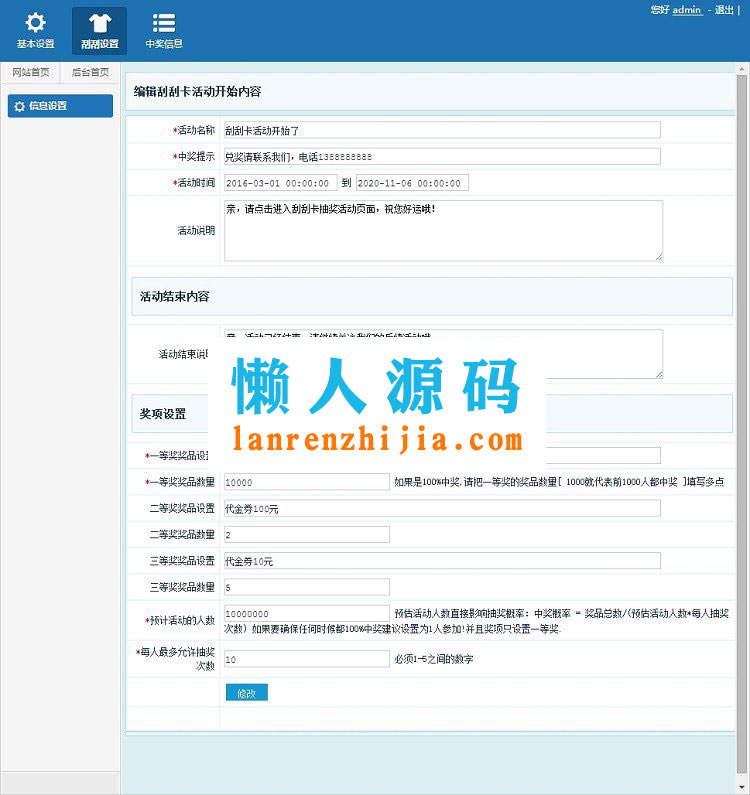 您好 admin - 退出 |
基本设置 刮刮设置 中奖信息
网站首页 后台首页
信息设置
编辑刮刮卡活动开始内容
*活动名称 刮刮卡活动开始了
*中奖提示 兑奖请联系我们，电话1388888888
*活动时间 2016-03-01 00:00:00 到 2020-11-06 00:00:00
活动说明 亲，请点击进入刮刮卡抽奖活动页面，祝您好运哦！
活动结束内容
活动结束说明
懒人源码
lanrenzhijia.com
奖项设置
*一等奖奖品设置
*一等奖奖品数量 10000 如果是100%中奖,请把一等奖的奖品数量[ 1000就代表前1000人都中奖 ]填写多点
二等奖奖品设置 代金券100元
二等奖奖品数量 2
三等奖奖品设置 代金券10元
三等奖奖品数量 5
*预计活动的人数 10000000 预估活动人数直接影响抽奖概率：中奖概率 = 奖品总数/(预估活动人数*每人抽奖
次数) 如果要确保任何时候都100%中奖建议设置为1人参加!并且奖项只设置一等奖.
*每人最多允许抽奖
次数 10 必须1-5之间的数字
修改